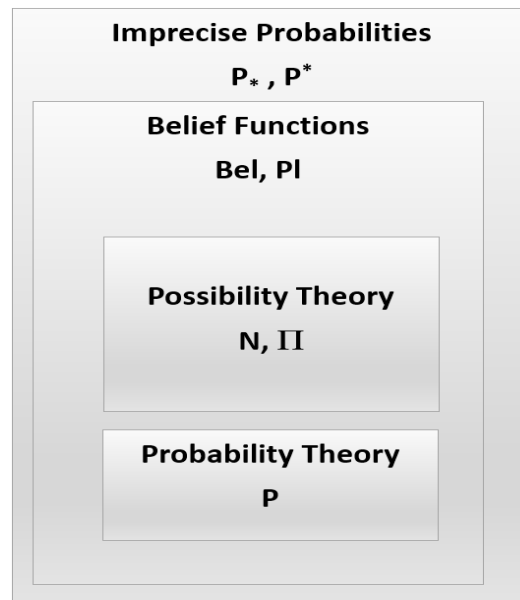 Imprecise Probabilities
P* , P*
Belief Functions
Bel, Pl
Possibility Theory
N, Π
Probability Theory
P